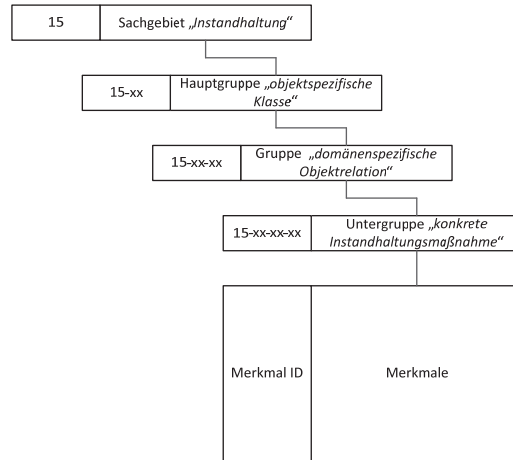 15 Sachgebiet „Instandhaltung“
15-xx Hauptgruppe „objektspezifische
Klasse“
15-xx-xx Gruppe „domänenspezifische
Objektrelation“
15-xx-xx-xx Untergruppe „konkrete
Instandhaltungsmaßnahme“
Merkmal ID Merkmale